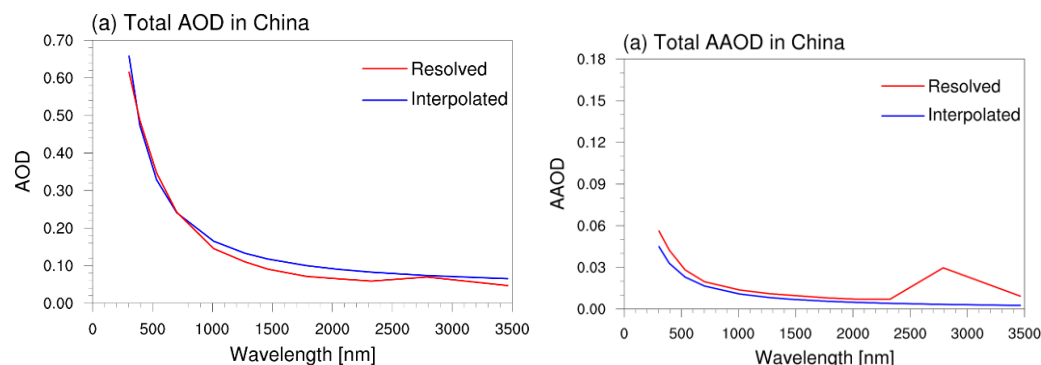 (a) Total AOD in China
0.70
0.60
0.50
0.40
0.30
0.20
0.10
0.00
AOD
Resolved
Interpolated
0 500 1000 1500 2000 2500 3000 3500
Wavelength [nm]
(a) Total AAOD in China
0.18
0.15
0.12
0.09
0.06
0.03
0.00
AAOD
Resolved
Interpolated
0 500 1000 1500 2000 2500 3000 3500
Wavelength [nm]